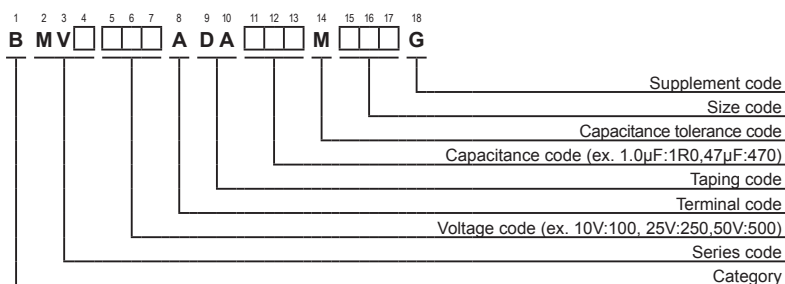 1 2 3 4 5 6 7 8 9 10 11 12 13 14 15 16 17 18
B M V□ □□□ A D A □□□ M □□□ G
Supplement code
Size code
Capacitance tolerance code
Capacitance code (ex. 1.0μF:1R0,47μF:470)
Taping code
Terminal code
Voltage code (ex. 10V:100, 25V:250,50V:500)
Series code
Category